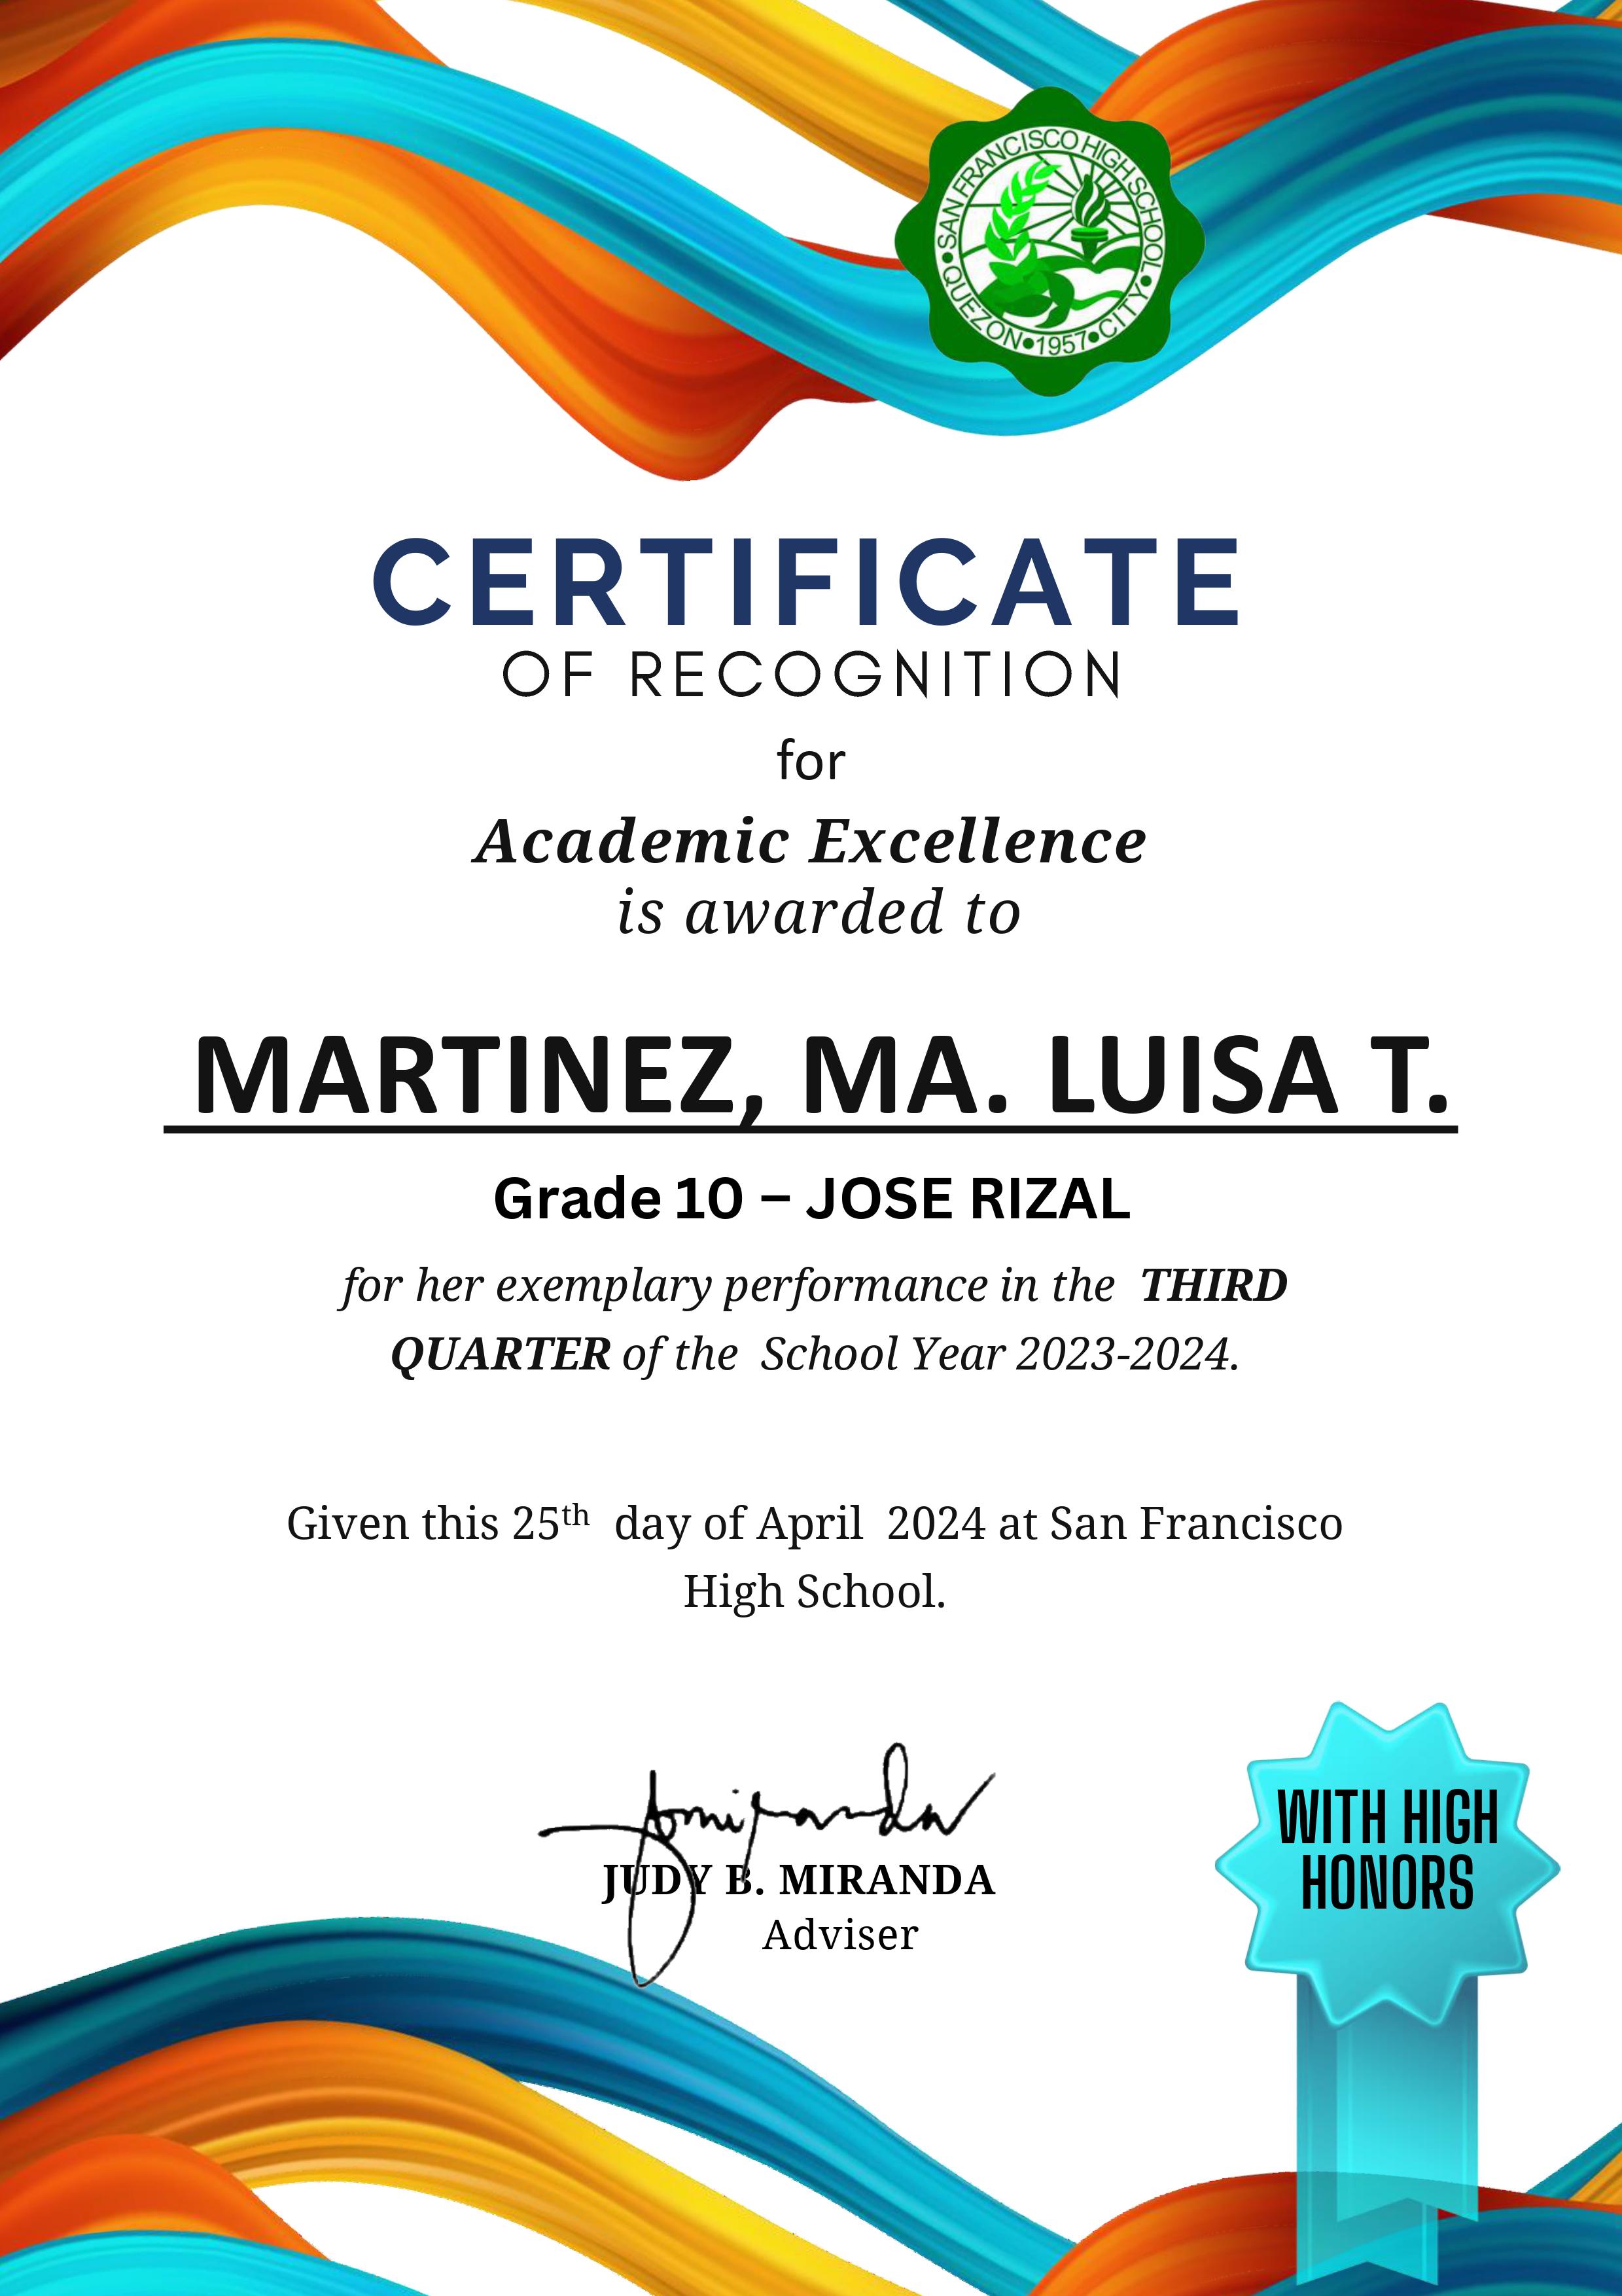 SAN FRANCISCO HIGH SCHOOL
QUEZON • 1957 • CITY
CERTIFICATE
OF RECOGNITION
for
Academic Excellence
is awarded to
MARTINEZ, MA. LUISA T.
Grade 10 – JOSE RIZAL
for her exemplary performance in the THIRD
QUARTER of the School Year 2023-2024.
Given this 25th day of April 2024 at San Francisco
High School.
JUDY B. MIRANDA
Adviser
WITH HIGH
HONORS